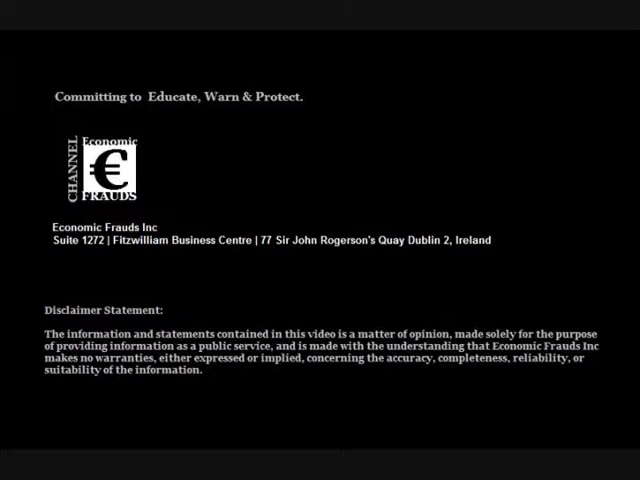 Committing to Educate, Warn & Protect.
CHANNEL
Economic
€
FRAUDS
Economic Frauds Inc
Suite 1272 | Fitzwilliam Business Centre | 77 Sir John Rogerson's Quay Dublin 2, Ireland
Disclaimer Statement:
The information and statements contained in this video is a matter of opinion, made solely for the purpose
of providing information as a public service, and is made with the understanding that Economic Frauds Inc
makes no warranties, either expressed or implied, concerning the accuracy, completeness, reliability, or
suitability of the information.